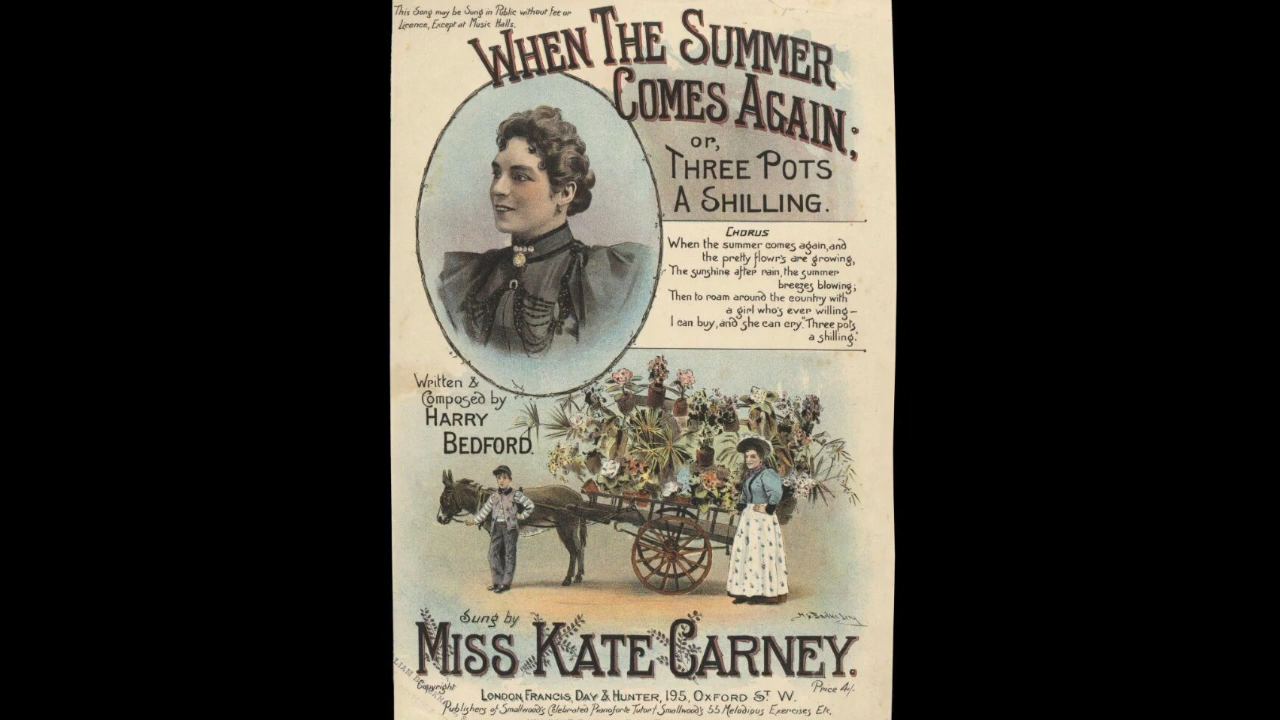 This Song may be Sung in Public without Fee or
Licence, Except at Music Halls.
WHEN THE SUMMER
COMES AGAIN;
or,
THREE POTS
A SHILLING.
CHORUS
When the summer comes again, and
the pretty flow'rs are growing,
The sunshine after rain, the summer
breezes blowing;
Then to roam around the country with
a girl who's ever willing—
I can buy, and she can cry. "Three pots
a shilling."
Written &
Composed by
HARRY
BEDFORD.
Sung by
MISS KATE CARNEY.
Copyright
Price 4/-
LONDON, FRANCIS, DAY & HUNTER, 195, OXFORD ST. W.
Publishers of Smallwood's Celebrated Pianoforte Tutor; Smallwood's 55 Melodious Exercises Etc.